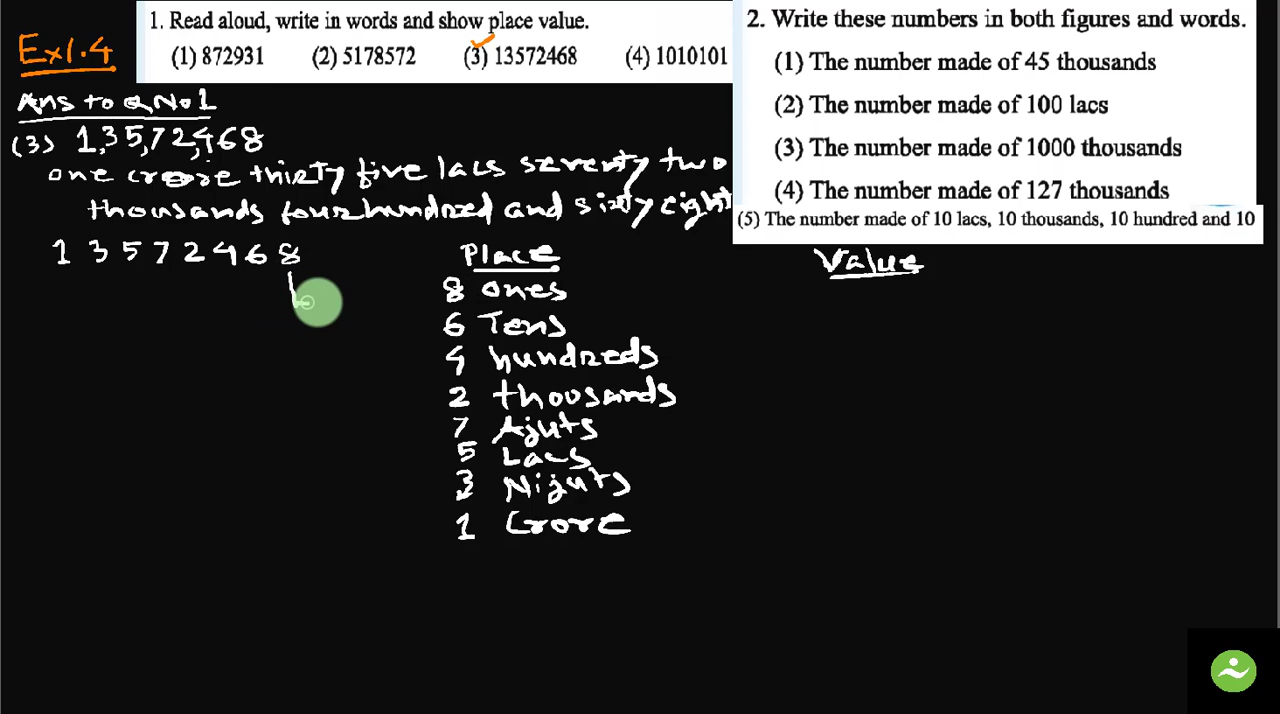 Ex1.4
1. Read aloud, write in words and show place value.
(1) 872931 (2) 5178572 (3) 13572468 (4) 1010101
2. Write these numbers in both figures and words.
(1) The number made of 45 thousands
(2) The number made of 100 lacs
(3) The number made of 1000 thousands
(4) The number made of 127 thousands
(5) The number made of 10 lacs, 10 thousands, 10 hundred and 10
Ans to Q No 1
(3) 1,35,72,468
one crore thirty five lacs seventy two
thousands four hundred and sixty eight
1 3 5 7 2 4 6 8 Place Value
8 ones
6 Tens
4 hundreds
2 thousands
7 Ajuts
5 Lacs
3 Nijuts
1 Crore